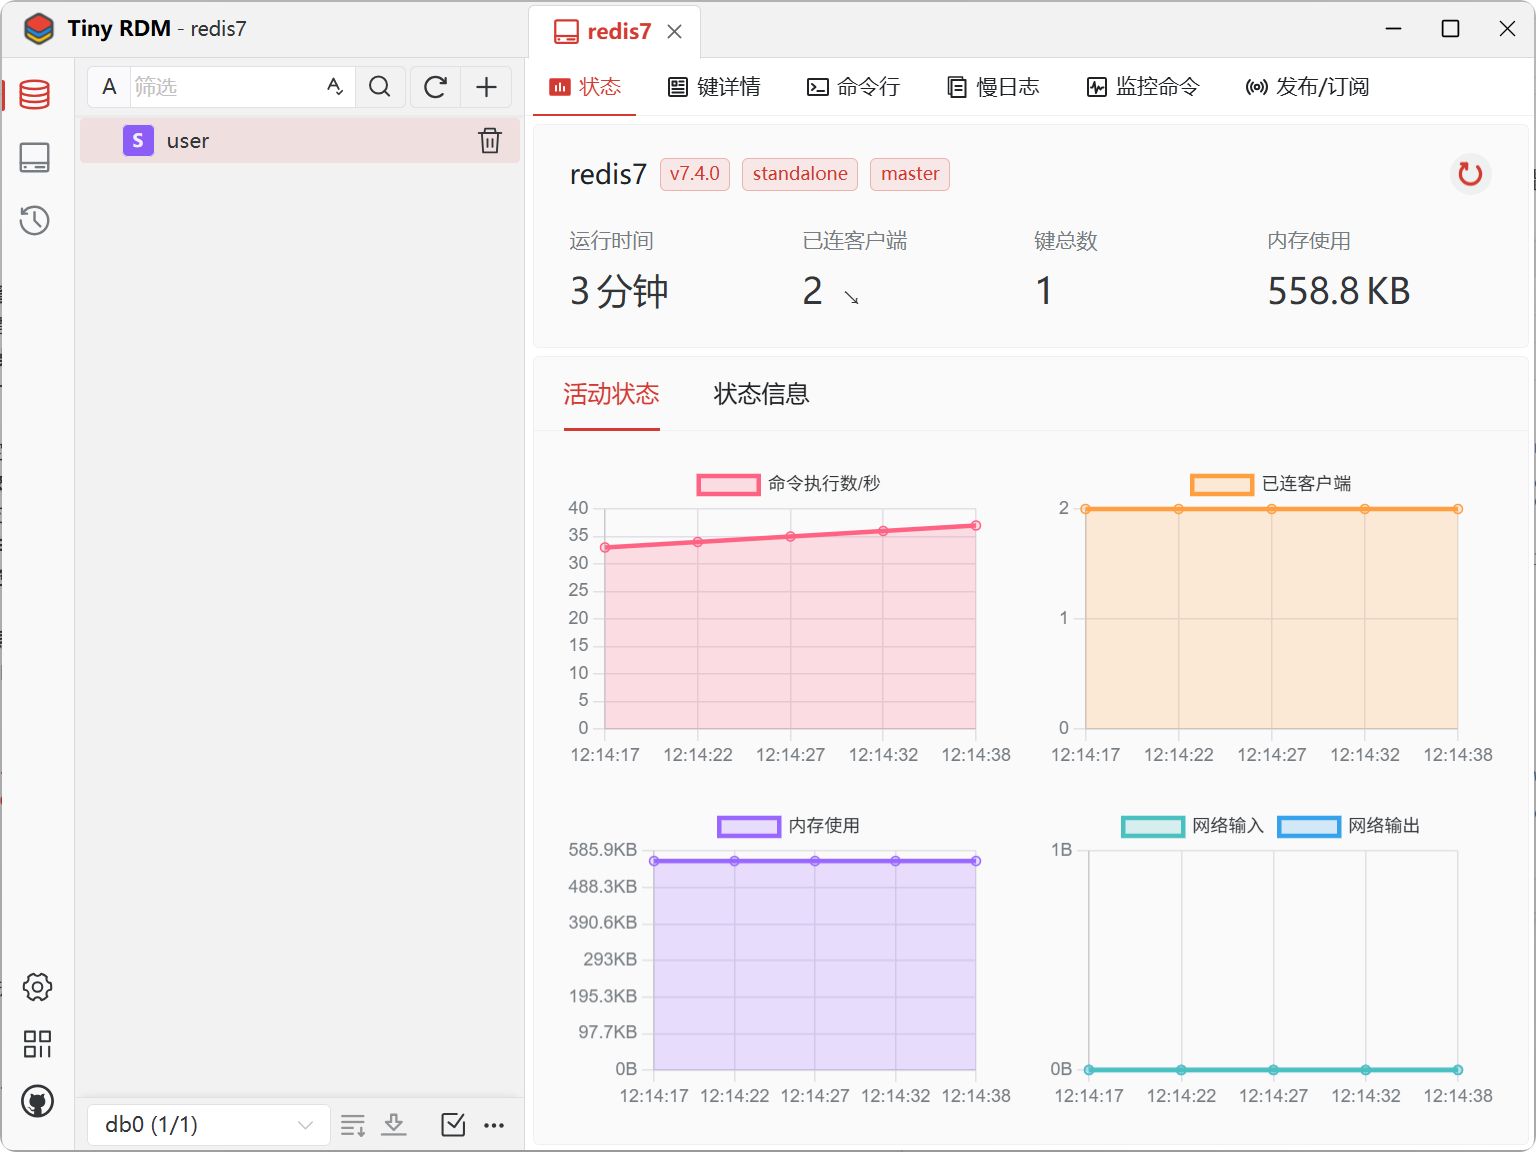 Tiny RDM - redis7
redis7
A 筛选
S user
db0 (1/1)
状态 键详情 命令行 慢日志 监控命令 发布/订阅
redis7 v7.4.0 standalone master
运行时间 已连客户端 键总数 内存使用
3 分钟 2 1 558.8 KB
活动状态 状态信息
命令执行数/秒
40
35
30
25
20
15
10
5
0
12:14:17 12:14:22 12:14:27 12:14:32 12:14:38
已连客户端
2
1
0
12:14:17 12:14:22 12:14:27 12:14:32 12:14:38
内存使用
585.9KB
488.3KB
390.6KB
293KB
195.3KB
97.7KB
0B
12:14:17 12:14:22 12:14:27 12:14:32 12:14:38
网络输入 网络输出
1B
0B
12:14:17 12:14:22 12:14:27 12:14:32 12:14:38